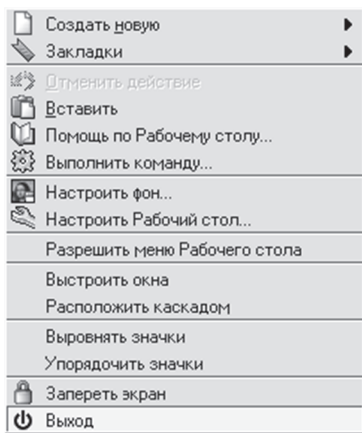 Создать новую
Закладки
Отменить действие
Вставить
Помощь по Рабочему столу...
Выполнить команду...
Настроить фон...
Настроить Рабочий стол...
Разрешить меню Рабочего стола
Выстроить окна
Расположить каскадом
Выровнять значки
Упорядочить значки
Запереть экран
Выход